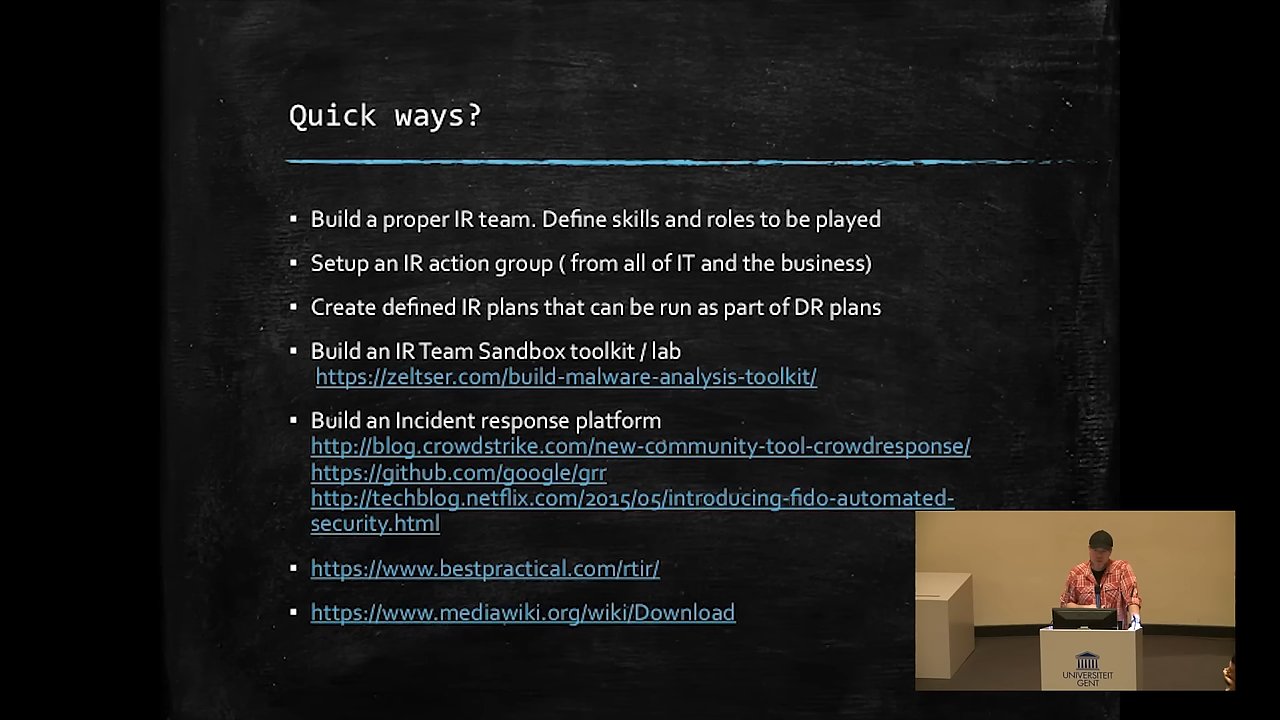 Quick ways?
▪ Build a proper IR team. Define skills and roles to be played
▪ Setup an IR action group ( from all of IT and the business)
▪ Create defined IR plans that can be run as part of DR plans
▪ Build an IR Team Sandbox toolkit / lab
https://zeltser.com/build-malware-analysis-toolkit/
▪ Build an Incident response platform
http://blog.crowdstrike.com/new-community-tool-crowdresponse/
https://github.com/google/grr
http://techblog.netflix.com/2015/05/introducing-fido-automated-
security.html
▪ https://www.bestpractical.com/rtir/
▪ https://www.mediawiki.org/wiki/Download
UNIVERSITEIT
GENT